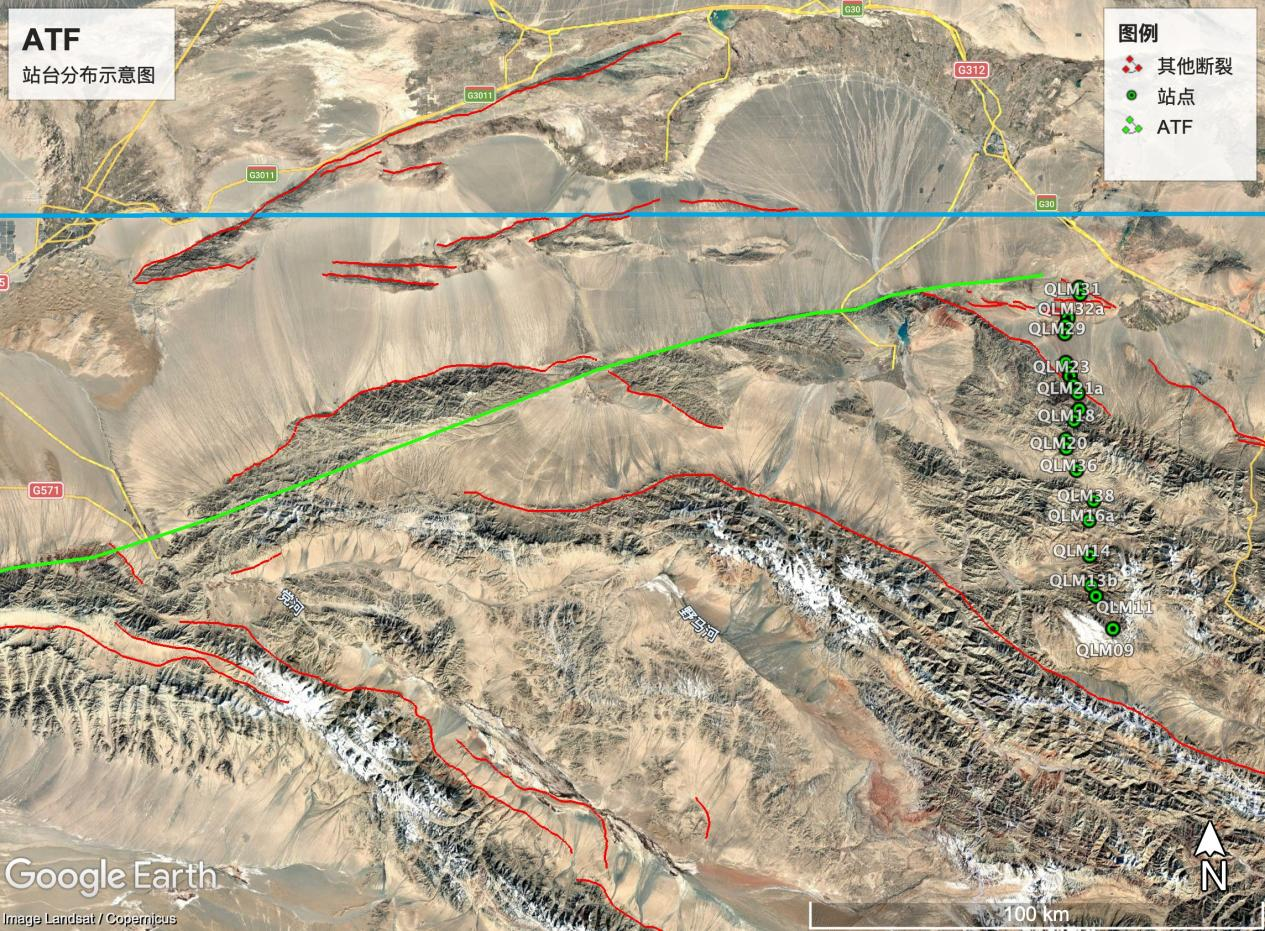 ATF
站台分布示意图
图例
其他断裂
站点
ATF
G30
G312
G3011
G3011
G30
5
G571
QLM31
QLM32a
QLM29
QLM23
QLM21a
QLM18
QLM20
QLM36
QLM38
QLM16a
QLM14
QLM13b
QLM11
QLM09
党河
野马河
Google Earth
Image Landsat / Copernicus
100 km
N